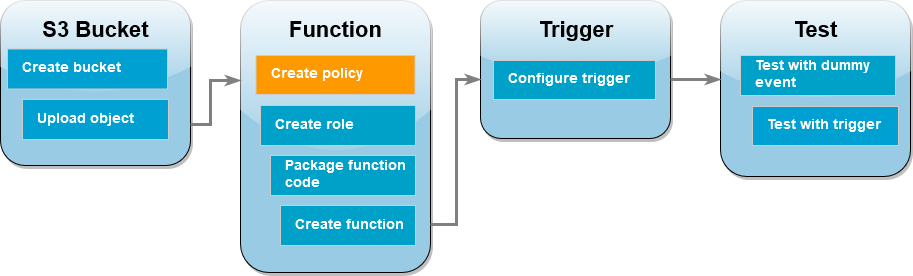 S3 Bucket
Create bucket
Upload object
Function
Create policy
Create role
Package function
code
Create function
Trigger
Configure trigger
Test
Test with dummy
event
Test with trigger